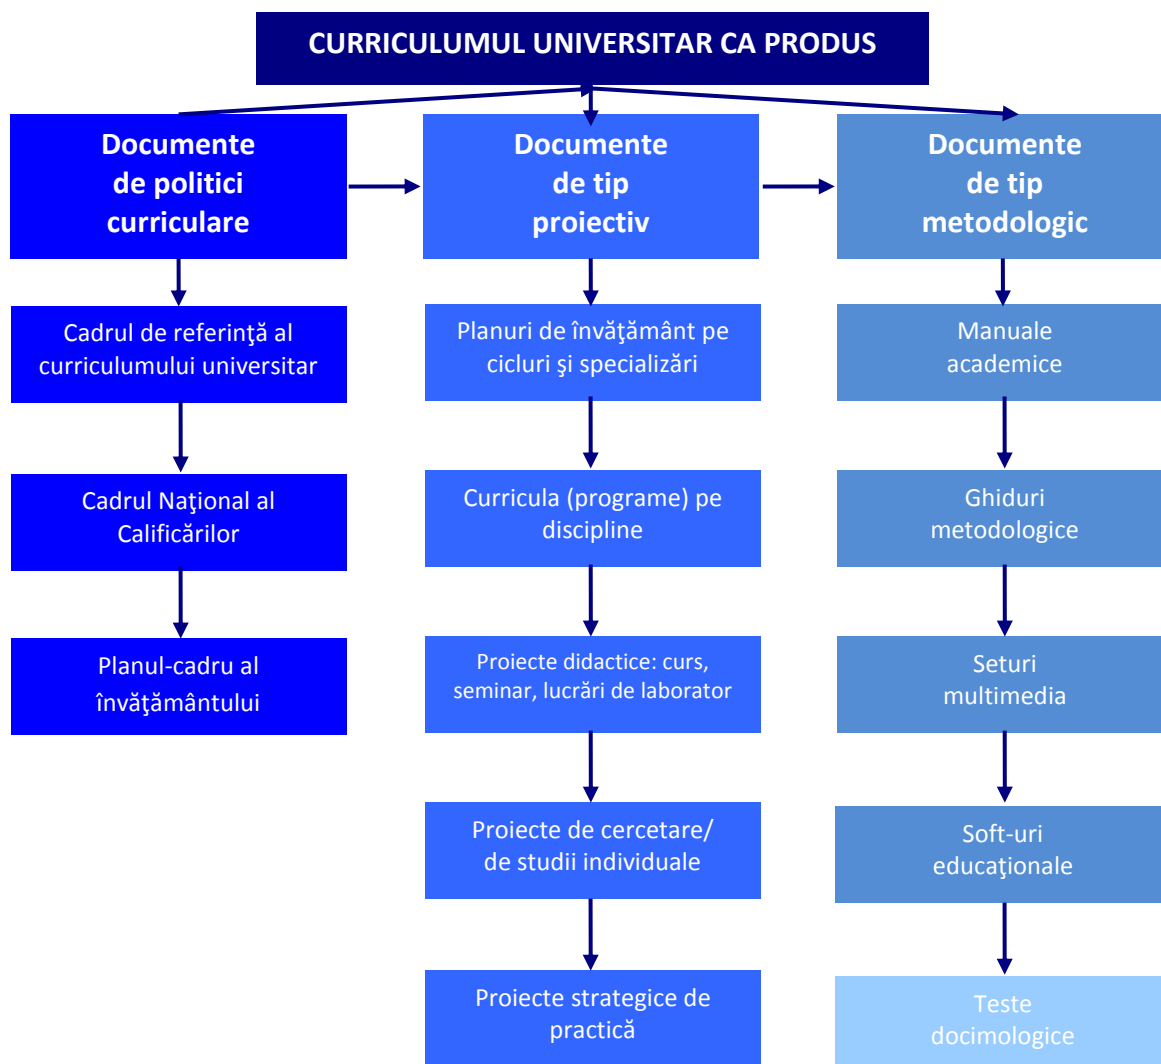 CURRICULUMUL UNIVERSITAR CA PRODUS
Documente
de politici
curriculare
Documente
de tip
proiectiv
Documente
de tip
metodologic
Cadrul de referinţă al
curriculumului universitar
Cadrul Naţional al
Calificărilor
Planul-cadru al
învăţământului
Planuri de învăţământ pe
cicluri şi specializări
Curricula (programe) pe
discipline
Proiecte didactice: curs,
seminar, lucrări de laborator
Proiecte de cercetare/
de studii individuale
Proiecte strategice de
practică
Manuale
academice
Ghiduri
metodologice
Seturi
multimedia
Soft-uri
educaţionale
Teste
docimologice